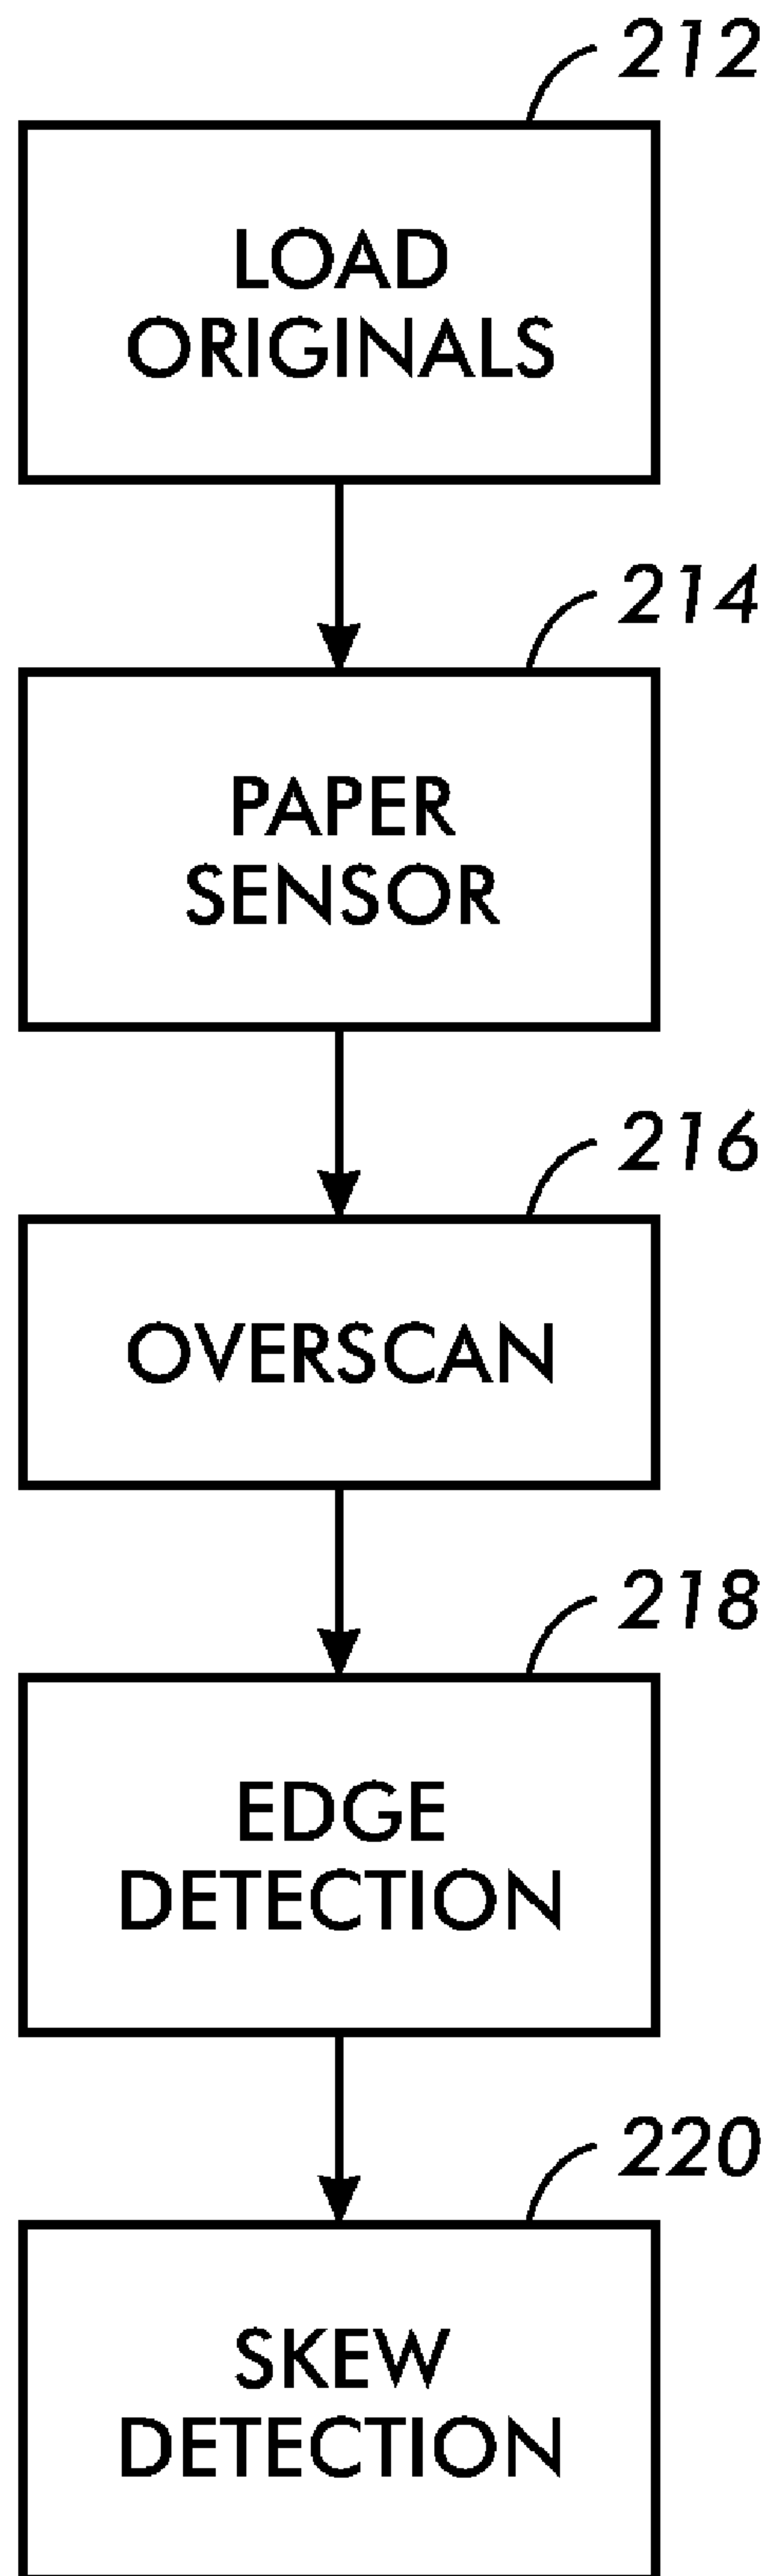 212
LOAD
ORIGINALS
214
PAPER
SENSOR
216
OVERSCAN
218
EDGE
DETECTION
220
SKEW
DETECTION